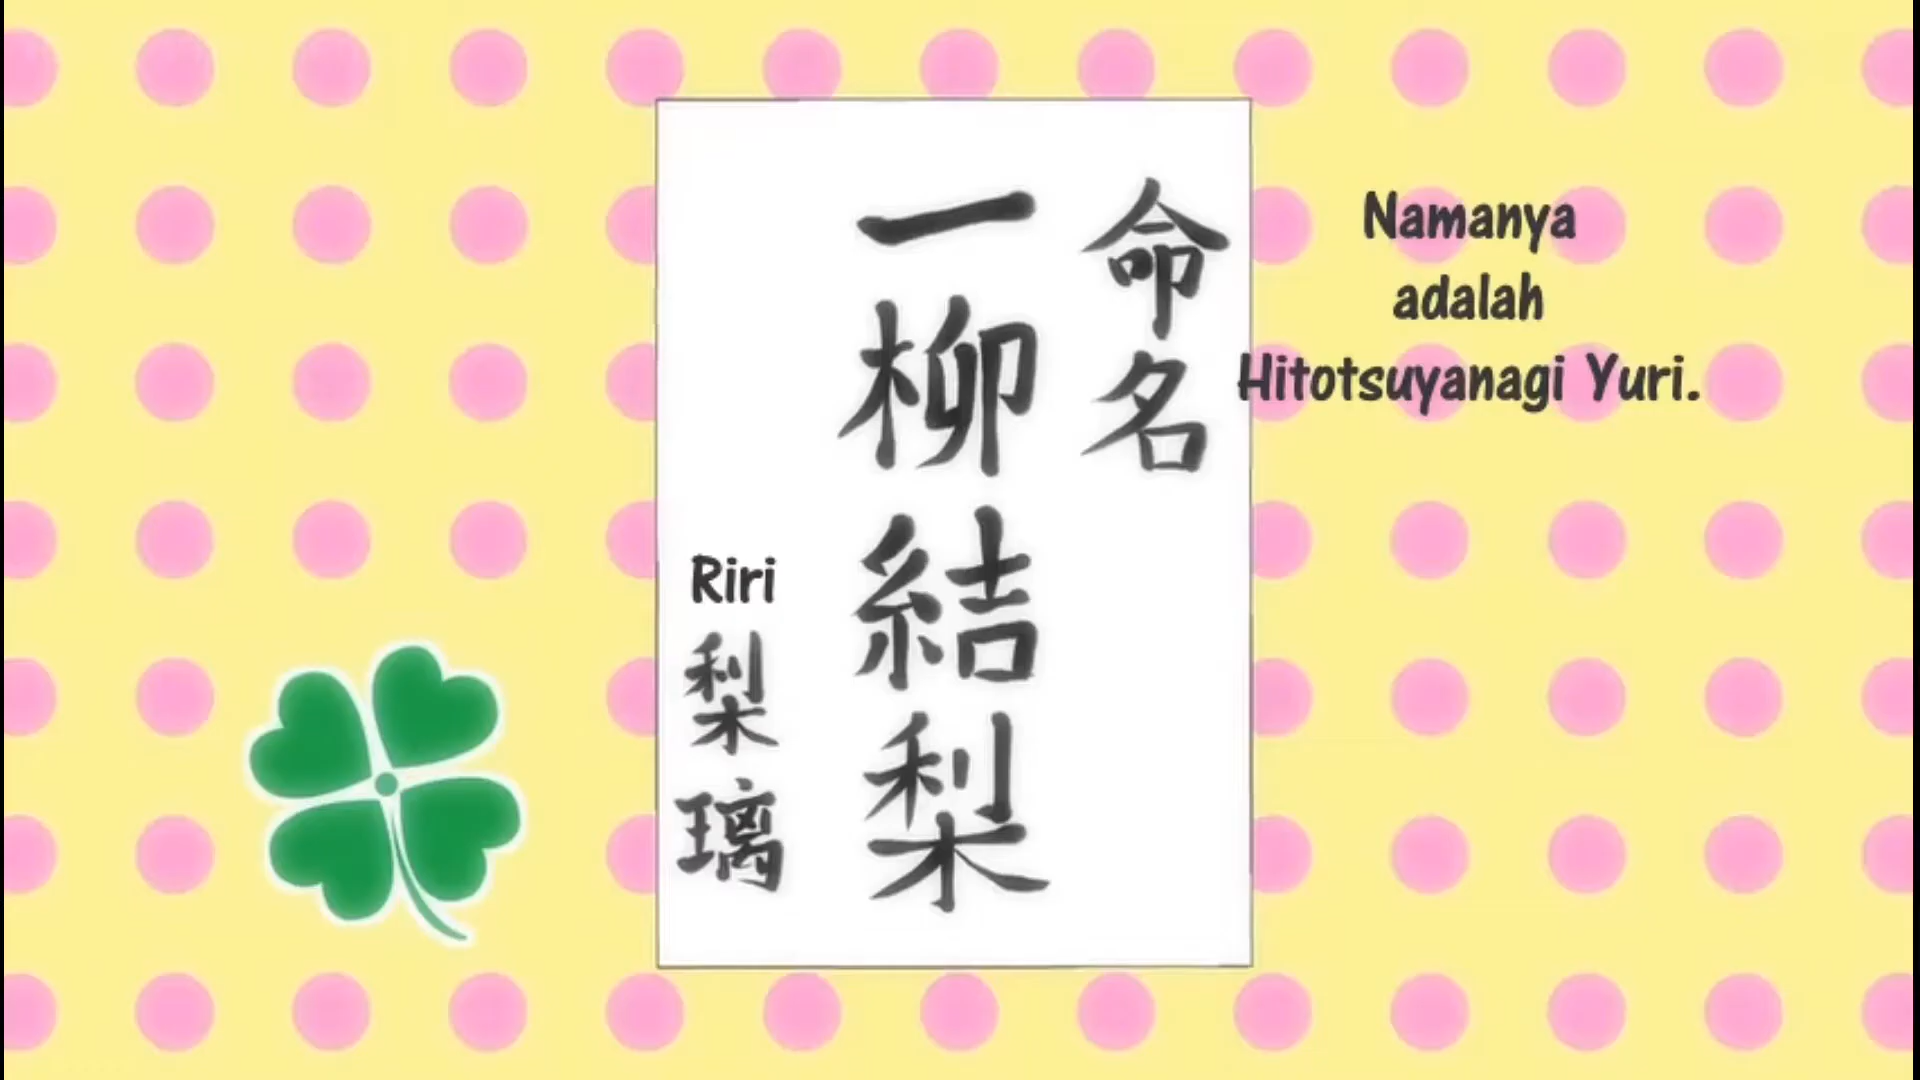 命名
一柳結梨
Riri
梨璃
Namanya
adalah
Hitotsuyanagi Yuri.